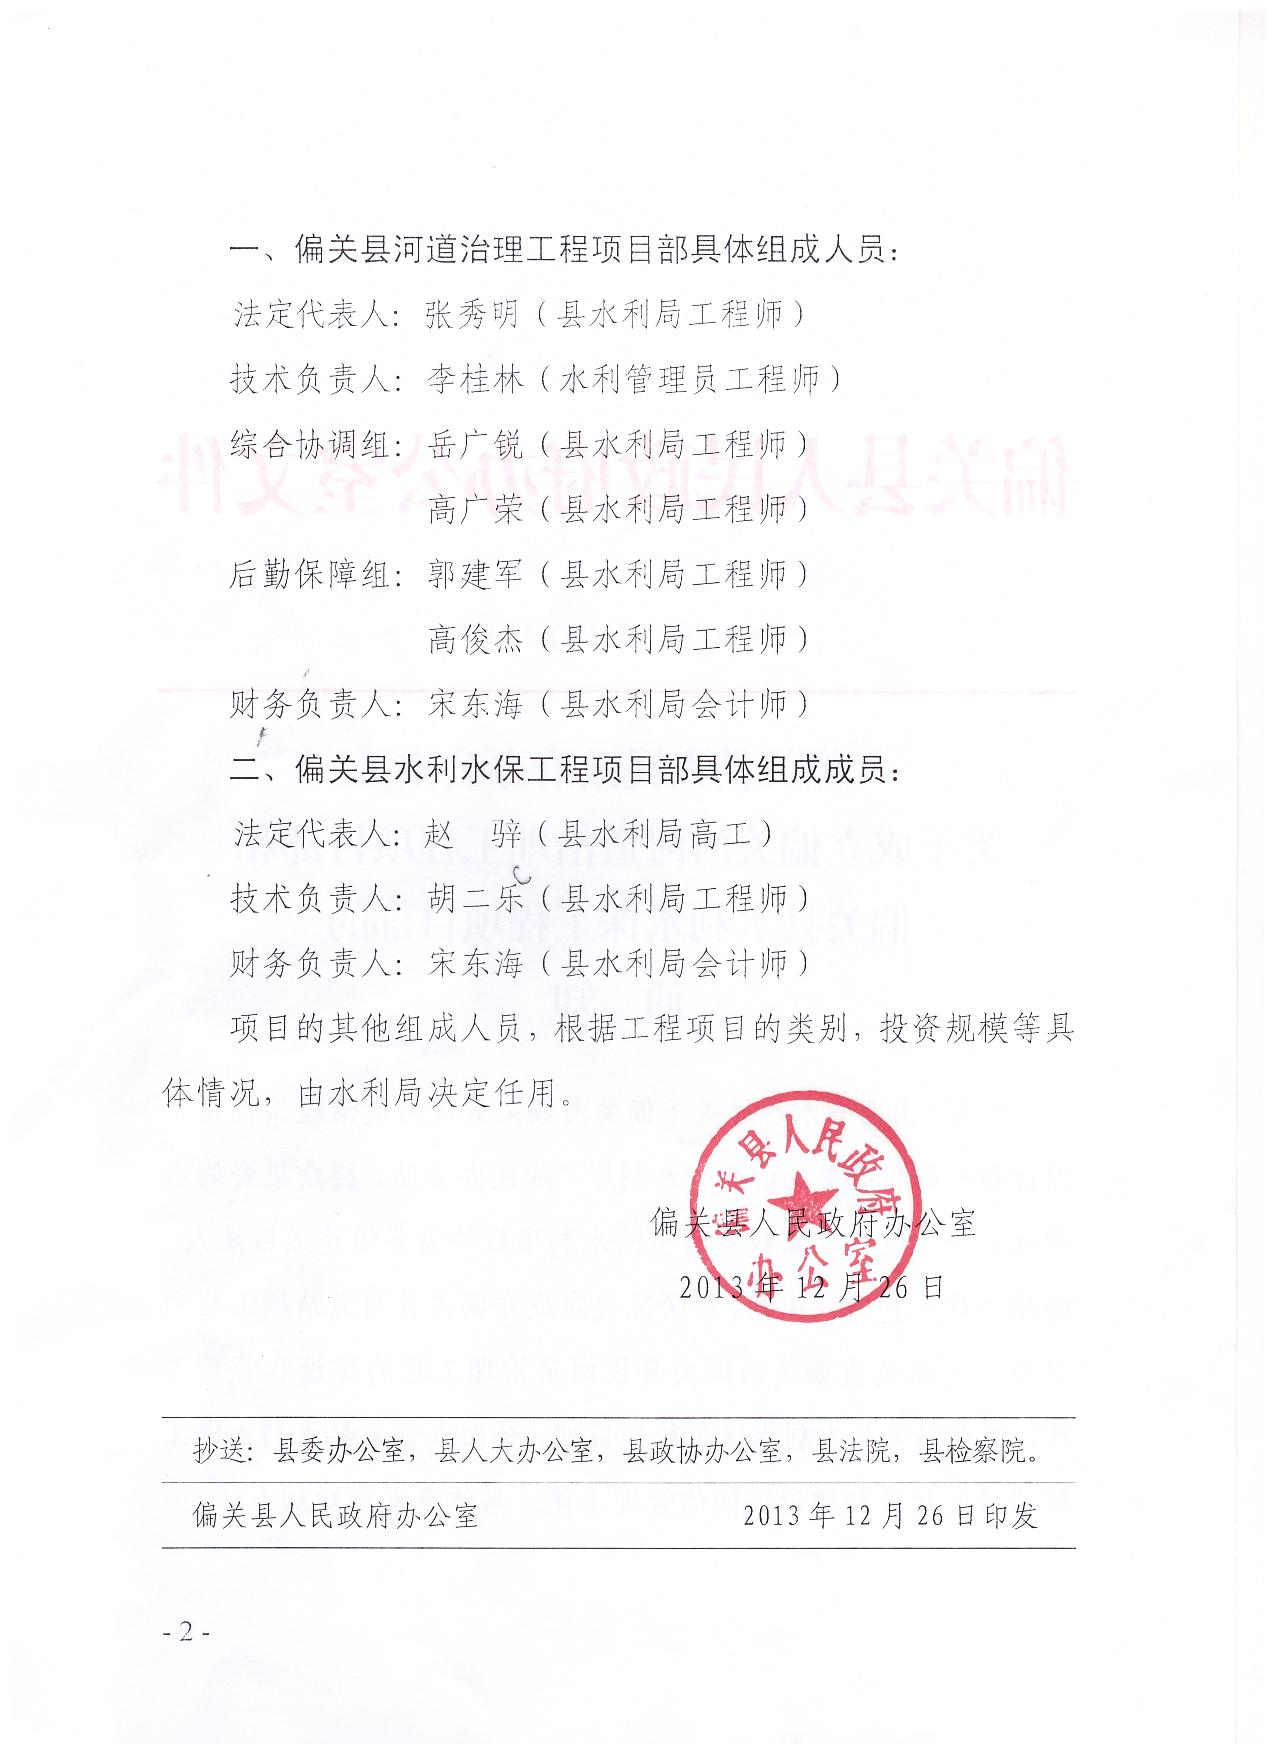 一、偏关县河道治理工程项目部具体组成人员：
法定代表人：张秀明（县水利局工程师）
技术负责人：李桂林（水利管理员工程师）
综合协调组：岳广锐（县水利局工程师）
高广荣（县水利局工程师）
后勤保障组：郭建军（县水利局工程师）
高俊杰（县水利局工程师）
财务负责人：宋东海（县水利局会计师）
二、偏关县水利水保工程项目部具体组成成员：
法定代表人：赵　骍（县水利局高工）
技术负责人：胡二乐（县水利局工程师）
财务负责人：宋东海（县水利局会计师）
项目的其他组成人员，根据工程项目的类别，投资规模等具
体情况，由水利局决定任用。
偏关县人民政府
办公室
偏关县人民政府办公室
2013年12月26日
抄送：县委办公室，县人大办公室，县政协办公室，县法院，县检察院。
偏关县人民政府办公室 2013年12月26日印发
- 2 -